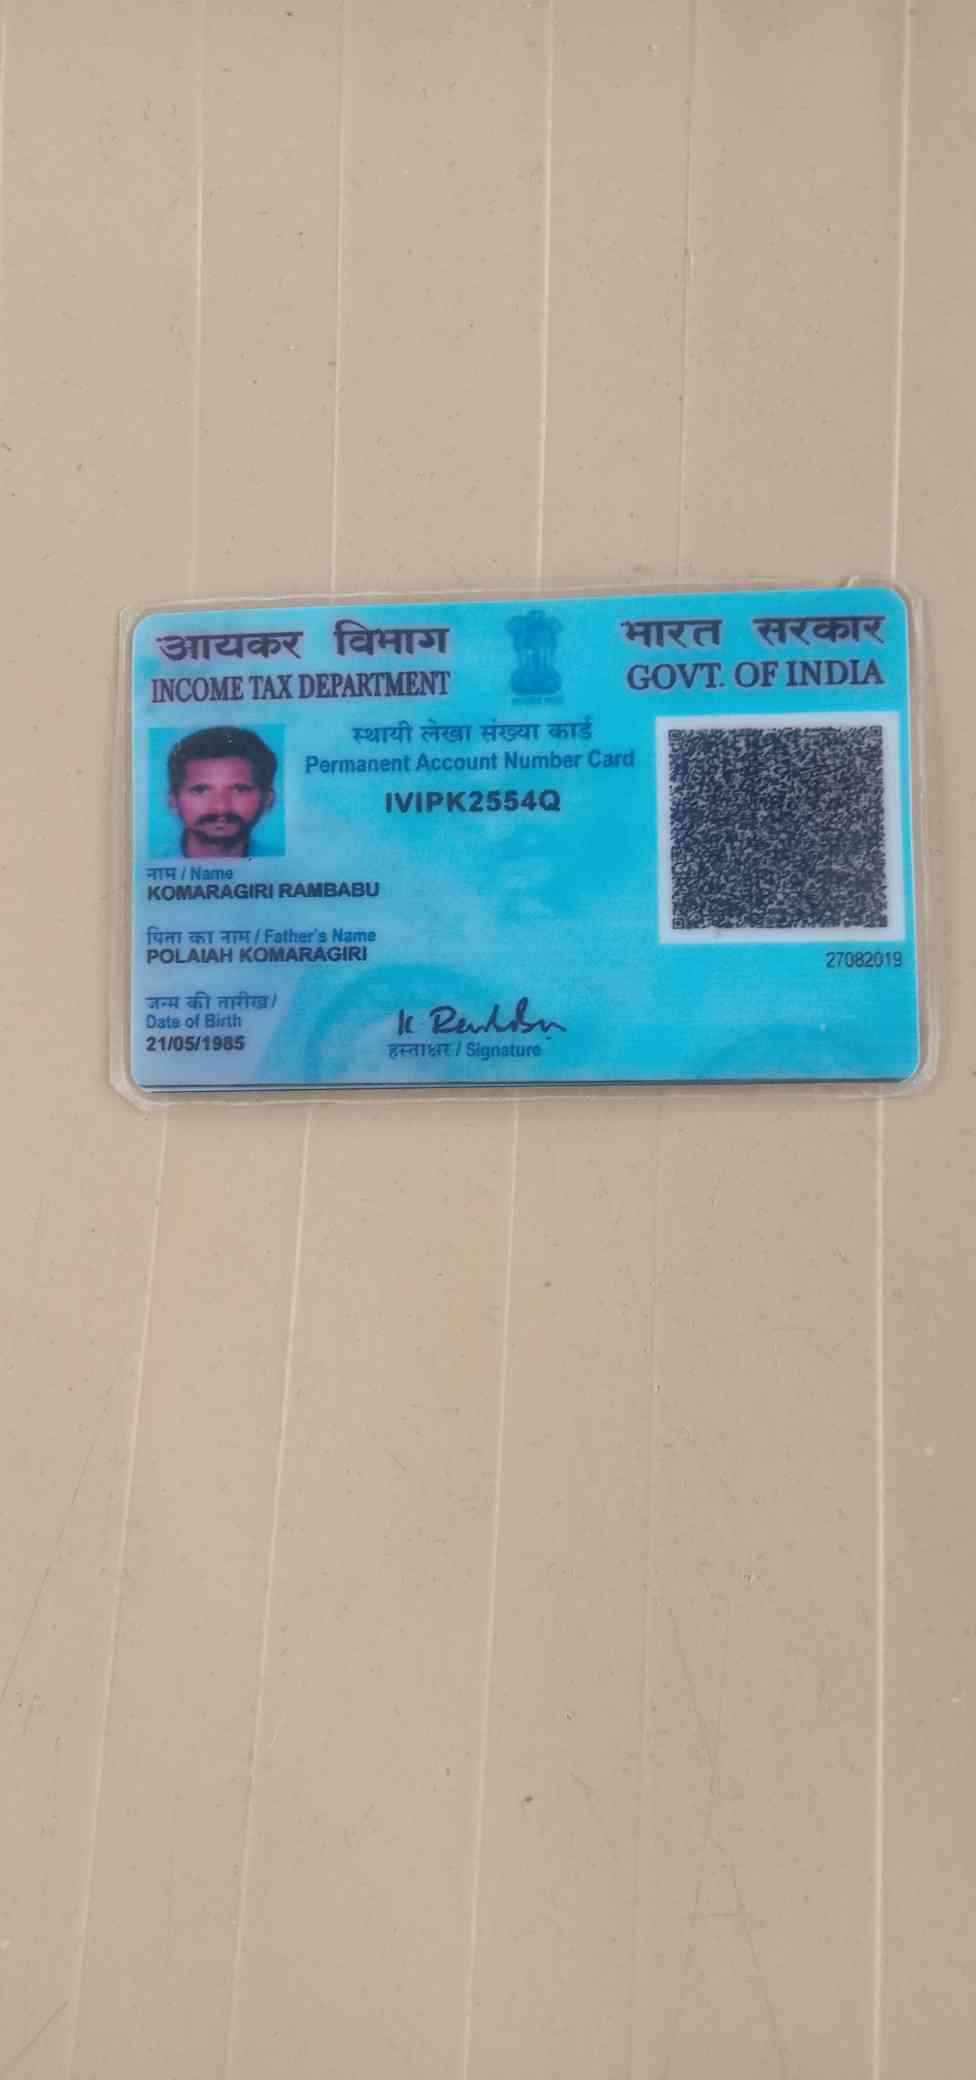 आयकर विभाग
INCOME TAX DEPARTMENT
भारत सरकार
GOVT. OF INDIA
स्थायी लेखा संख्या कार्ड
Permanent Account Number Card
IVIPK2554Q
नाम / Name
KOMARAGIRI RAMBABU
पिता का नाम / Father's Name
POLAIAH KOMARAGIRI
27082019
जन्म की तारीख /
Date of Birth
21/05/1985
हस्ताक्षर / Signature